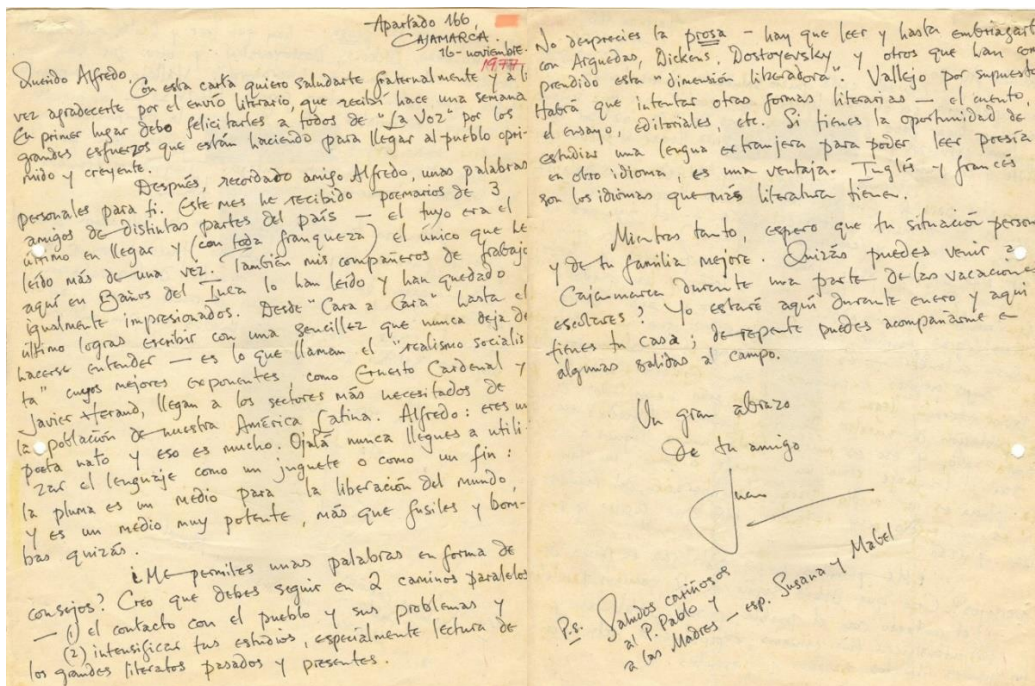 Apartado 166,
CAJAMARCA.
16-noviembre-
1977
Querido Alfredo,
Con esta carta quiero saludarte fraternalmente y a la
vez agradecerte por el envío literario, que recibí hace una semana.
En primer lugar debo felicitarles a todos de "La Voz" por los
grandes esfuerzos que están haciendo para llegar al pueblo opri-
mido y creyente.
Después, recordado amigo Alfredo, unas palabras
personales para ti. Este mes he recibido poemarios de 3
amigos de distintas partes del país — el tuyo era el
último en llegar y (con toda franqueza) el único que he
leído más de una vez. También mis compañeros de trabajo
aquí en Baños del Inca lo han leído y han quedado
igualmente impresionados. Desde "Cara a Cara" hasta el
último logras escribir con una sencillez que nunca deja de
hacerse entender — es lo que llaman el "realismo socialis-
ta" cuyos mejores exponentes, como Ernesto Cardenal y
Javier Heraud, llegan a los sectores más necesitados de
la población de nuestra América Latina. Alfredo: eres un
poeta nato y eso es mucho. Ojalá nunca llegues a utili-
zar el lenguaje como un juguete o como un fin:
la pluma es un medio para la liberación del mundo,
y es un medio muy potente, más que fusiles y bom-
bas quizás.
¿Me permites unas palabras en forma de
consejos? Creo que debes seguir en 2 caminos paralelos
— (1) el contacto con el pueblo y sus problemas y
(2) intensificar tus estudios, especialmente lectura de
los grandes literatos pasados y presentes.
No desprecies la prosa — hay que leer y hasta embriagarte
con Arguedas, Dickens, Dostoyevsky y otros que han com
prendido esta "dimensión liberadora". Vallejo por supuesto
Habrá que intentar otras formas literarias — el cuento,
el ensayo, editoriales, etc. Si tienes la oportunidad de
estudiar una lengua extranjera para poder leer poesía
en otro idioma, es una ventaja. Inglés y francés
son los idiomas que más literatura tienen.
Mientras tanto, espero que tu situación person
y de tu familia mejore. Quizás puedes venir a
Cajamarca durante una parte de las vacaciones
escolares? Yo estaré aquí durante enero y aquí
tienes tu casa; de repente puedes acompañarme en
algunas salidas al campo.
Un gran abrazo
De tu amigo
Juan
P.s. Saludos cariñosos
al P. Pablo y
a las Madres — esp. Susana y Mabel